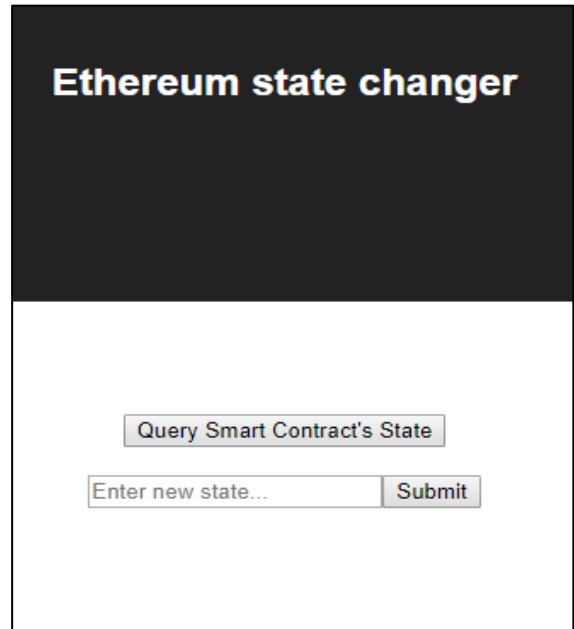 Ethereum state changer
Query Smart Contract's State
Enter new state... Submit